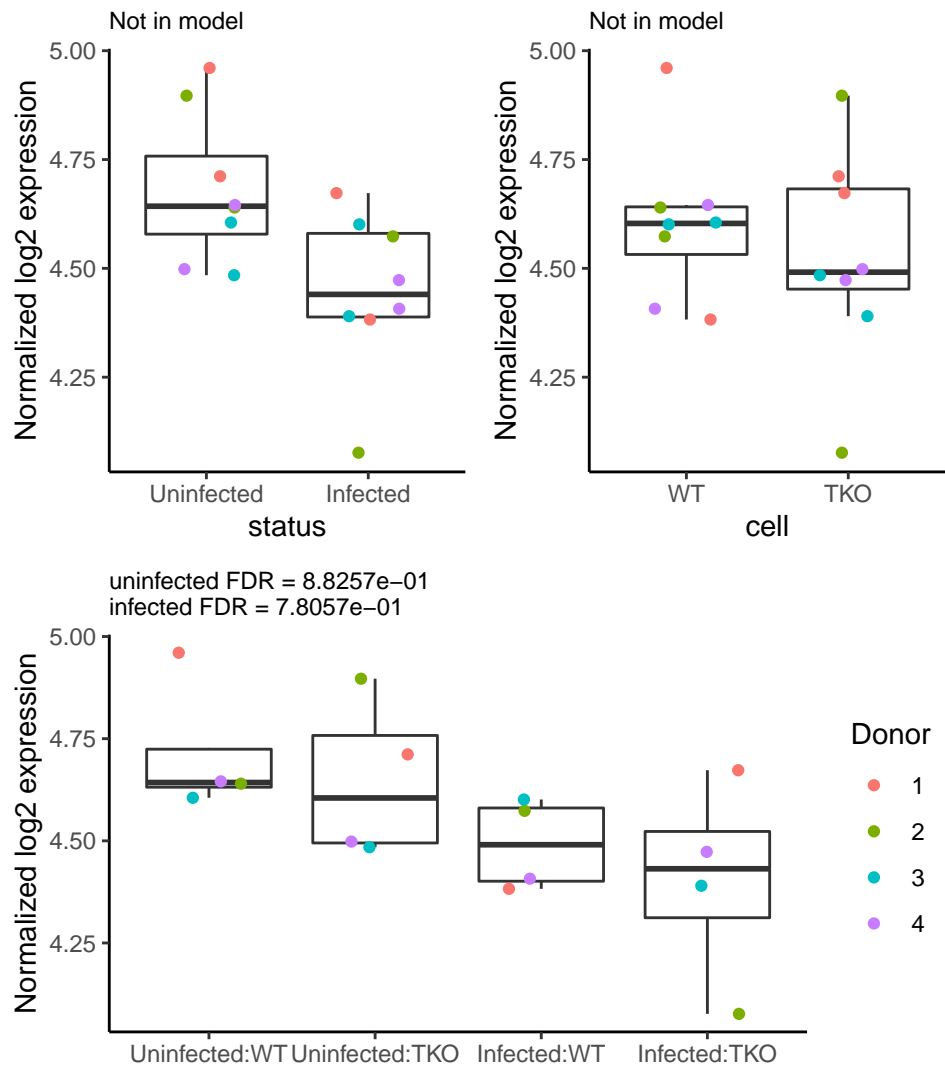 Not in model
Normalized log2 expression
5.00
4.75
4.50
4.25
Uninfected Infected
status
Not in model
Normalized log2 expression
5.00
4.75
4.50
4.25
WT TKO
cell
uninfected FDR = 8.8257e−01
infected FDR = 7.8057e−01
Normalized log2 expression
5.00
4.75
4.50
4.25
Uninfected:WT Uninfected:TKO Infected:WT Infected:TKO
Donor
1
2
3
4